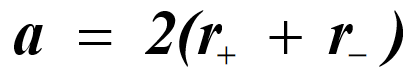 a = 2(r₊ + r₋ )